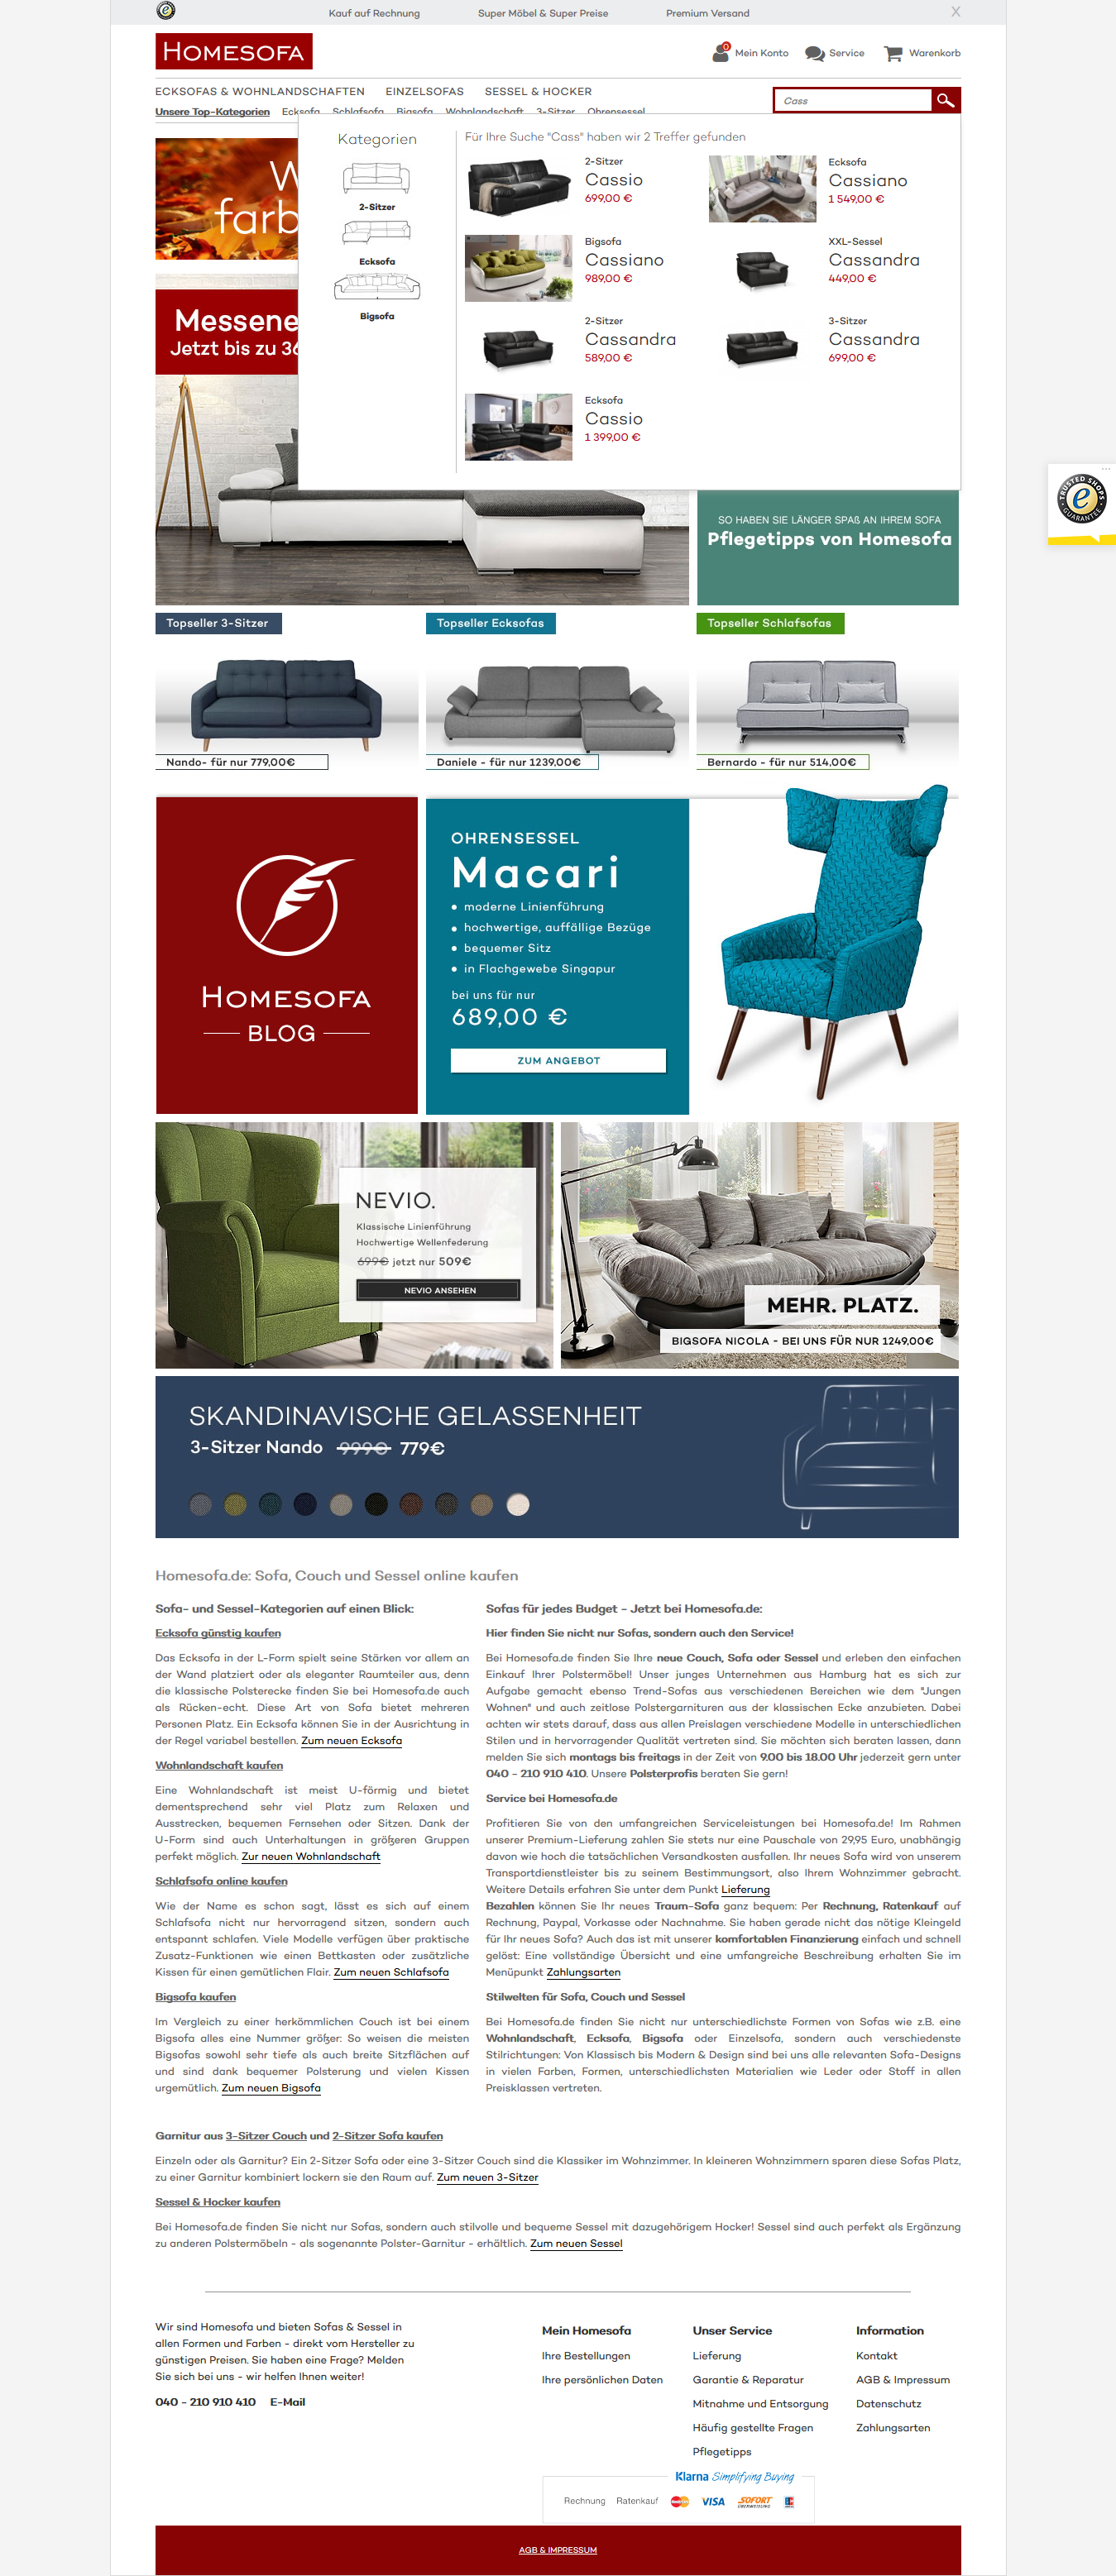 Kauf auf Rechnung Super Möbel & Super Preise Premium Versand X
HOMESOFA
0 Mein Konto Service Warenkorb
ECKSOFAS & WOHNLANDSCHAFTEN EINZELSOFAS SESSEL & HOCKER
Cass
Unsere Top-Kategorien Ecksofa Schlafsofa Bigsofa Wohnlandschaft 3-Sitzer Ohrensessel
Kategorien
2-Sitzer
Ecksofa
Bigsofa
Für Ihre Suche "Cass" haben wir 2 Treffer gefunden
2-Sitzer
Cassio
699,00 €
Ecksofa
Cassiano
1 549,00 €
Bigsofa
Cassiano
989,00 €
XXL-Sessel
Cassandra
449,00 €
2-Sitzer
Cassandra
589,00 €
3-Sitzer
Cassandra
699,00 €
Ecksofa
Cassio
1 399,00 €
W
farb
Messene
Jetzt bis zu 36
TRUSTED SHOPS
GUARANTEE
SO HABEN SIE LÄNGER SPAß AN IHREM SOFA
Pflegetipps von Homesofa
Topseller 3-Sitzer
Nando- für nur 779,00€
Topseller Ecksofas
Daniele - für nur 1239,00€
Topseller Schlafsofas
Bernardo - für nur 514,00€
HOMESOFA
BLOG
OHRENSESSEL
Macari
• moderne Linienführung
• hochwertige, auffällige Bezüge
• bequemer Sitz
• in Flachgewebe Singapur
bei uns für nur
689,00 €
ZUM ANGEBOT
NEVIO.
Klassische Linienführung
Hochwertige Wellenfederung
699€ jetzt nur 509€
NEVIO ANSEHEN
MEHR. PLATZ.
BIGSOFA NICOLA - BEI UNS FÜR NUR 1249,00€
SKANDINAVISCHE GELASSENHEIT
3-Sitzer Nando 999€ 779€
Homesofa.de: Sofa, Couch und Sessel online kaufen
Sofa- und Sessel-Kategorien auf einen Blick:
Ecksofa günstig kaufen
Das Ecksofa in der L-Form spielt seine Stärken vor allem an
der Wand platziert oder als eleganter Raumteiler aus, denn
die klassische Polsterecke finden Sie bei Homesofa.de auch
als Rücken-echt. Diese Art von Sofa bietet mehreren
Personen Platz. Ein Ecksofa können Sie in der Ausrichtung in
der Regel variabel bestellen. Zum neuen Ecksofa
Wohnlandschaft kaufen
Eine Wohnlandschaft ist meist U-förmig und bietet
dementsprechend sehr viel Platz zum Relaxen und
Ausstrecken, bequemen Fernsehen oder Sitzen. Dank der
U-Form sind auch Unterhaltungen in größeren Gruppen
perfekt möglich. Zur neuen Wohnlandschaft
Schlafsofa online kaufen
Wie der Name es schon sagt, lässt es sich auf einem
Schlafsofa nicht nur hervorragend sitzen, sondern auch
entspannt schlafen. Viele Modelle verfügen über praktische
Zusatz-Funktionen wie einen Bettkasten oder zusätzliche
Kissen für einen gemütlichen Flair. Zum neuen Schlafsofa
Bigsofa kaufen
Im Vergleich zu einer herkömmlichen Couch ist bei einem
Bigsofa alles eine Nummer größer: So weisen die meisten
Bigsofas sowohl sehr tiefe als auch breite Sitzflächen auf
und sind dank bequemer Polsterung und vielen Kissen
urgemütlich. Zum neuen Bigsofa
Sofas für jedes Budget - Jetzt bei Homesofa.de:
Hier finden Sie nicht nur Sofas, sondern auch den Service!
Bei Homesofa.de finden Sie Ihre neue Couch, Sofa oder Sessel und erleben den einfachen
Einkauf Ihrer Polstermöbel! Unser junges Unternehmen aus Hamburg hat es sich zur
Aufgabe gemacht ebenso Trend-Sofas aus verschiedenen Bereichen wie dem "Jungen
Wohnen" und auch zeitlose Polstergarnituren aus der klassischen Ecke anzubieten. Dabei
achten wir stets darauf, dass aus allen Preislagen verschiedene Modelle in unterschiedlichen
Stilen und in hervorragender Qualität vertreten sind. Sie möchten sich beraten lassen, dann
melden Sie sich montags bis freitags in der Zeit von 9.00 bis 18.00 Uhr jederzeit gern unter
040 - 210 910 410. Unsere Polsterprofis beraten Sie gern!
Service bei Homesofa.de
Profitieren Sie von den umfangreichen Serviceleistungen bei Homesofa.de! Im Rahmen
unserer Premium-Lieferung zahlen Sie stets nur eine Pauschale von 29,95 Euro, unabhängig
davon wie hoch die tatsächlichen Versandkosten ausfallen. Ihr neues Sofa wird von unserem
Transportdienstleister bis zu seinem Bestimmungsort, also Ihrem Wohnzimmer gebracht.
Weitere Details erfahren Sie unter dem Punkt Lieferung
Bezahlen können Sie Ihr neues Traum-Sofa ganz bequem: Per Rechnung, Ratenkauf auf
Rechnung, Paypal, Vorkasse oder Nachnahme. Sie haben gerade nicht das nötige Kleingeld
für Ihr neues Sofa? Auch das ist mit unserer komfortablen Finanzierung einfach und schnell
gelöst: Eine vollständige Übersicht und eine umfangreiche Beschreibung erhalten Sie im
Menüpunkt Zahlungsarten
Stilwelten für Sofa, Couch und Sessel
Bei Homesofa.de finden Sie nicht nur unterschiedlichste Formen von Sofas wie z.B. eine
Wohnlandschaft, Ecksofa, Bigsofa oder Einzelsofa, sondern auch verschiedenste
Stilrichtungen: Von Klassisch bis Modern & Design sind bei uns alle relevanten Sofa-Designs
in vielen Farben, Formen, unterschiedlichsten Materialien wie Leder oder Stoff in allen
Preisklassen vertreten.
Garnitur aus 3-Sitzer Couch und 2-Sitzer Sofa kaufen
Einzeln oder als Garnitur? Ein 2-Sitzer Sofa oder eine 3-Sitzer Couch sind die Klassiker im Wohnzimmer. In kleineren Wohnzimmern sparen diese Sofas Platz,
zu einer Garnitur kombiniert lockern sie den Raum auf. Zum neuen 3-Sitzer
Sessel & Hocker kaufen
Bei Homesofa.de finden Sie nicht nur Sofas, sondern auch stilvolle und bequeme Sessel mit dazugehörigem Hocker! Sessel sind auch perfekt als Ergänzung
zu anderen Polstermöbeln - als sogenannte Polster-Garnitur - erhältlich. Zum neuen Sessel
Wir sind Homesofa und bieten Sofas & Sessel in
allen Formen und Farben - direkt vom Hersteller zu
günstigen Preisen. Sie haben eine Frage? Melden
Sie sich bei uns - wir helfen Ihnen weiter!
040 - 210 910 410 E-Mail
Mein Homesofa
Ihre Bestellungen
Ihre persönlichen Daten
Unser Service
Lieferung
Garantie & Reparatur
Mitnahme und Entsorgung
Häufig gestellte Fragen
Pflegetipps
Information
Kontakt
AGB & Impressum
Datenschutz
Zahlungsarten
Klarna Simplifying Buying
Rechnung Ratenkauf MasterCard VISA SOFORT ÜBERWEISUNG
AGB & IMPRESSUM